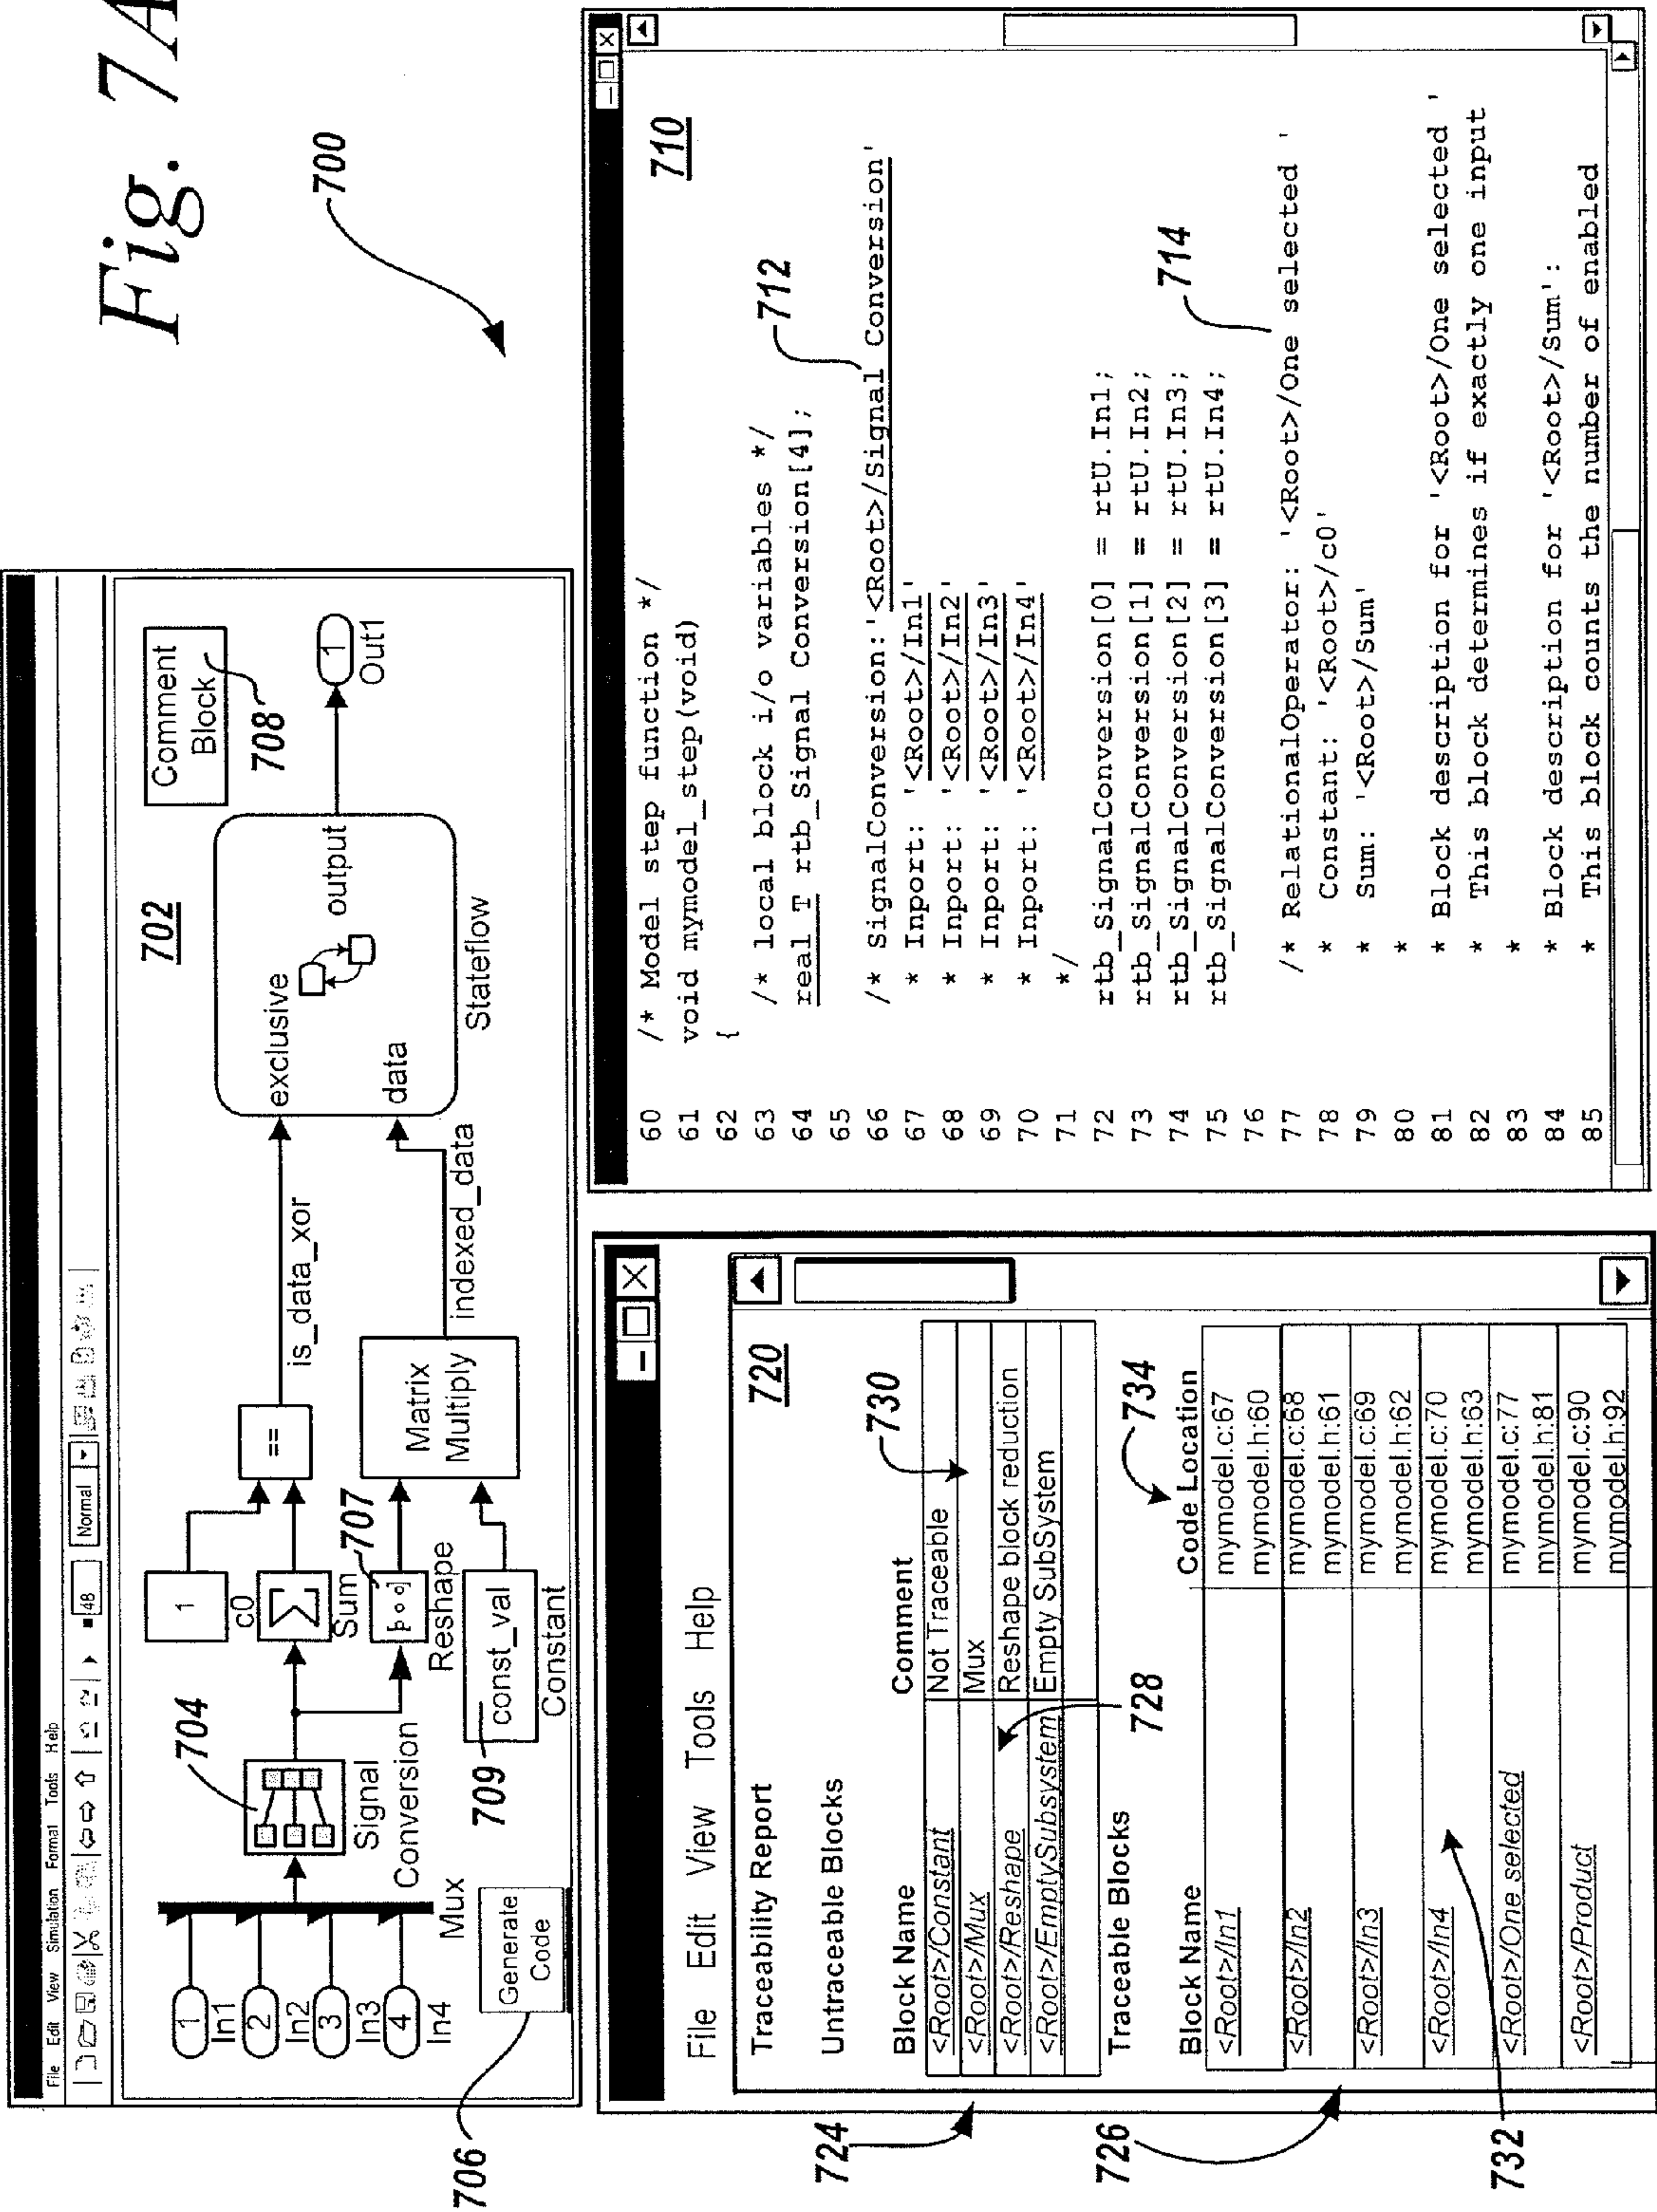 Fig. 7A
700
File Edit View Simulation Format Tools Help
48 Normal
702
1 In1
2 In2
3 In3
4 In4
Mux
Generate Code
706
704
Signal Conversion
1
c0
Sum
707
Reshape
709
const_val
Constant
==
Matrix Multiply
is_data_xor
indexed_data
exclusive
data
output
Stateflow
Comment Block
708
1
Out1
File Edit View Tools Help
720
Traceability Report
Untraceable Blocks
Block Name Comment
<Root>/Constant Not Traceable
<Root>/Mux Mux
<Root>/Reshape Reshape block reduction
<Root>/EmptySubsystem Empty SubSystem
724
728
730
Traceable Blocks
Block Name Code Location
<Root>/In1 mymodel.c:67
mymodel.h:60
<Root>/In2 mymodel.c:68
mymodel.h:61
<Root>/In3 mymodel.c:69
mymodel.h:62
<Root>/In4 mymodel.c:70
mymodel.h:63
<Root>/One selected mymodel.c:77
mymodel.h:81
<Root>/Product mymodel.c:90
mymodel.h:92
726
732
734
710
60 /* Model step function */
61 void mymodel_step(void)
62 {
63 /* local block i/o variables */
64 real T rtb_Signal Conversion[4];
65
66 /* SignalConversion:'<Root>/Signal Conversion'
67 * Inport: '<Root>/In1'
68 * Inport: '<Root>/In2'
69 * Inport: '<Root>/In3'
70 * Inport: '<Root>/In4'
71 */
72 rtb_SignalConversion[0] = rtU.In1;
73 rtb_SignalConversion[1] = rtU.In2;
74 rtb_SignalConversion[2] = rtU.In3;
75 rtb_SignalConversion[3] = rtU.In4;
76
77 /* RelationalOperator: '<Root>/One selected '
78 * Constant: '<Root>/c0'
79 * Sum: '<Root>/Sum'
80 *
81 * Block description for '<Root>/One selected '
82 * This block determines if exactly one input
83 *
84 * Block description for '<Root>/Sum':
85 * This block counts the number of enabled
712
714